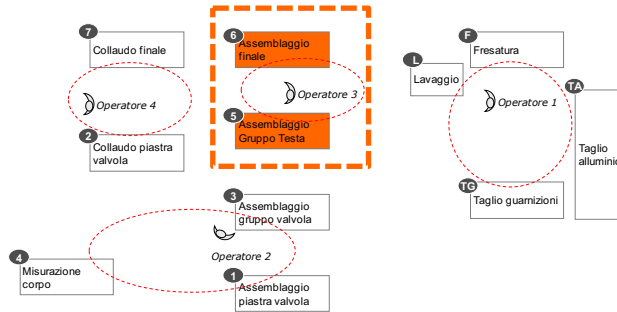 7
Collaudo finale
Operatore 4
2
Collaudo piastra
valvola
6
Assemblaggio
finale
Operatore 3
5
Assemblaggio
Gruppo Testa
F
Fresatura
L
Lavaggio
Operatore 1
TA
Taglio
alluminio
TG
Taglio guarnizioni
3
Assemblaggio
gruppo valvola
Operatore 2
4
Misurazione
corpo
1
Assemblaggio
piastra valvola